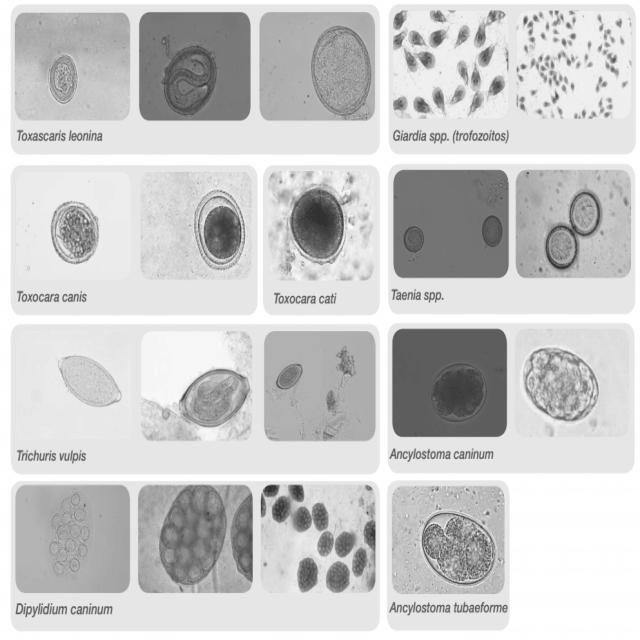 Toxascaris leonina
Giardia spp. (trofozoitos)
Toxocara canis
Toxocara cati
Taenia spp.
Trichuris vulpis
Ancylostoma caninum
Dipylidium caninum
Ancylostoma tubaeforme